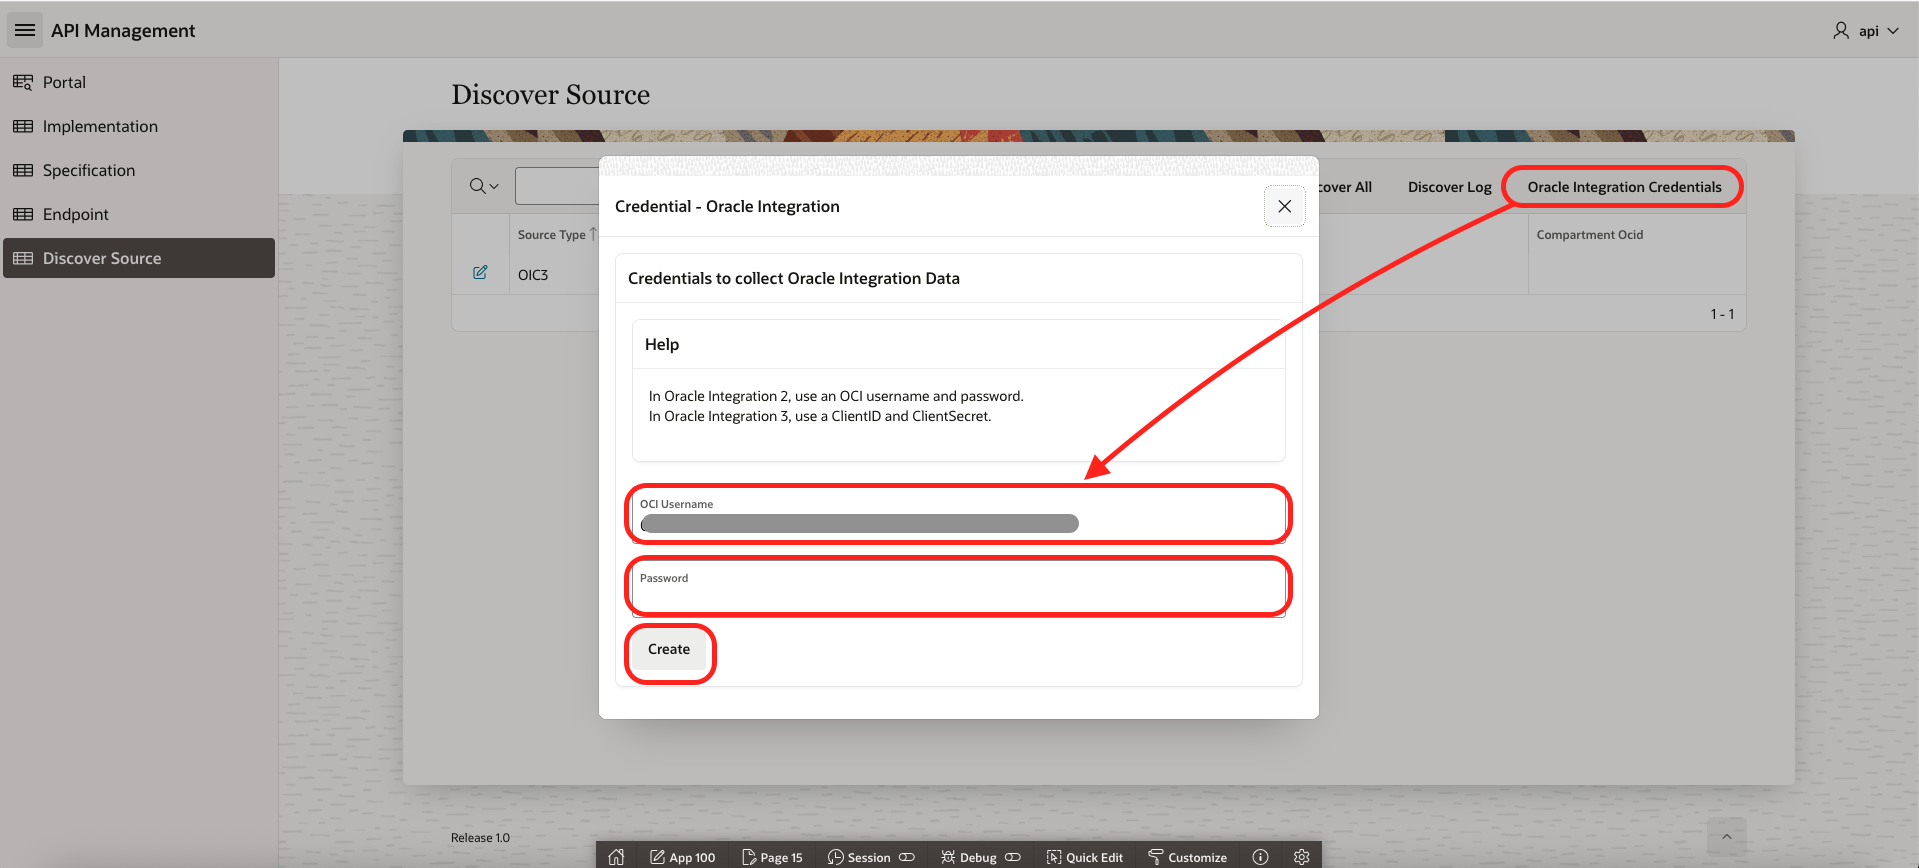 API Management
api
Portal
Implementation
Specification
Endpoint
Discover Source
Discover Source
cover All
Discover Log
Oracle Integration Credentials
Source Type
Compartment Ocid
OIC3
1 - 1
Credential - Oracle Integration
Credentials to collect Oracle Integration Data
Help
In Oracle Integration 2, use an OCI username and password.
In Oracle Integration 3, use a ClientID and ClientSecret.
OCI Username
Password
Create
Release 1.0
App 100
Page 15
Session
Debug
Quick Edit
Customize